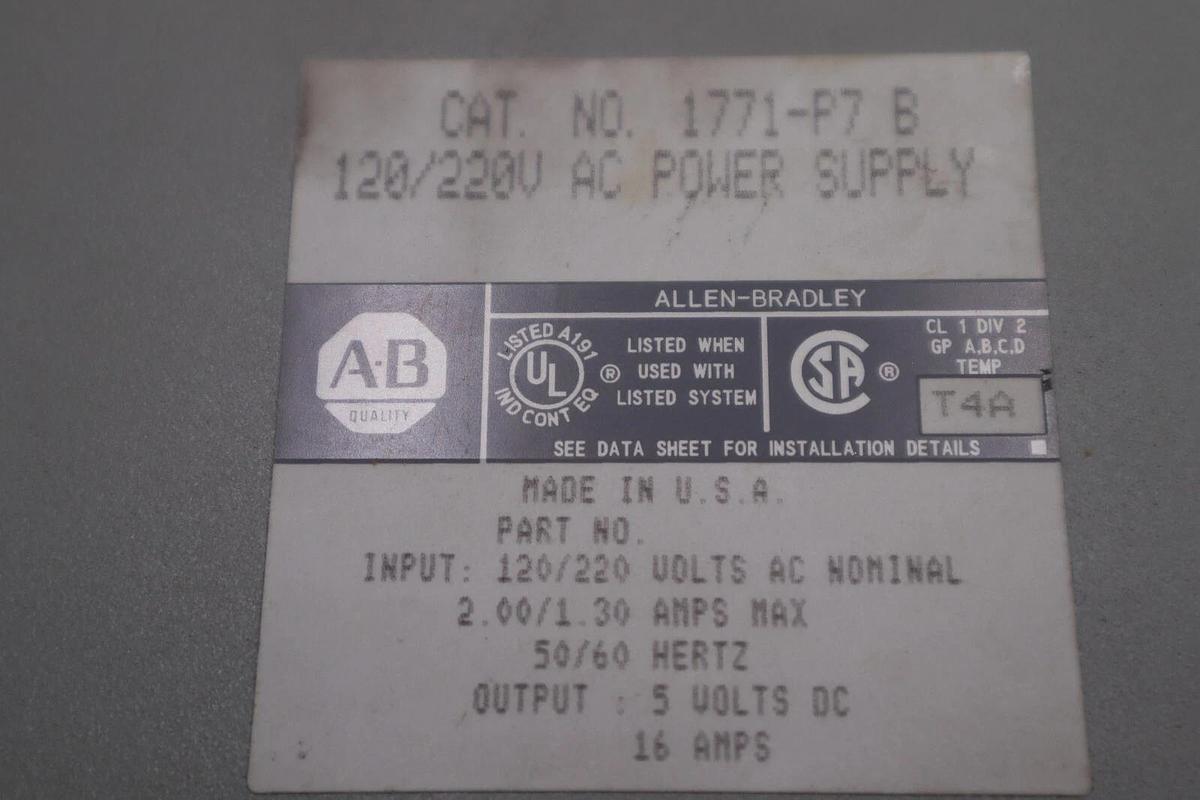 CAT. NO. 1771-P7 B
120/220V AC POWER SUPPLY
ALLEN-BRADLEY
A·B
QUALITY
LISTED A191
UL
®
IND CONT EQ
LISTED WHEN
USED WITH
LISTED SYSTEM
CSA ®
CL 1 DIV 2
GP A,B,C,D
TEMP
T4A
SEE DATA SHEET FOR INSTALLATION DETAILS
MADE IN U.S.A.
PART NO.
INPUT: 120/220 VOLTS AC NOMINAL
2.00/1.30 AMPS MAX
50/60 HERTZ
OUTPUT : 5 VOLTS DC
16 AMPS